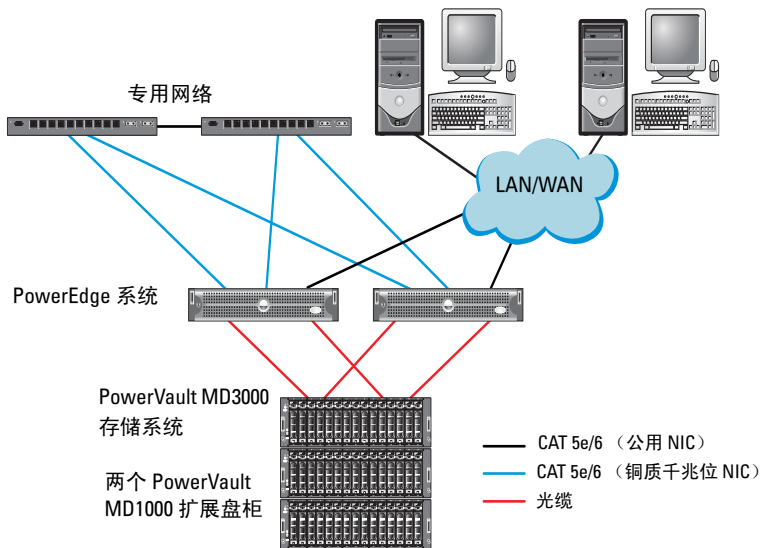 专用网络
LAN/WAN
PowerEdge 系统
PowerVault MD3000
存储系统
两个 PowerVault
MD1000 扩展盘柜
CAT 5e/6 （公用 NIC）
CAT 5e/6 （铜质千兆位 NIC）
光缆